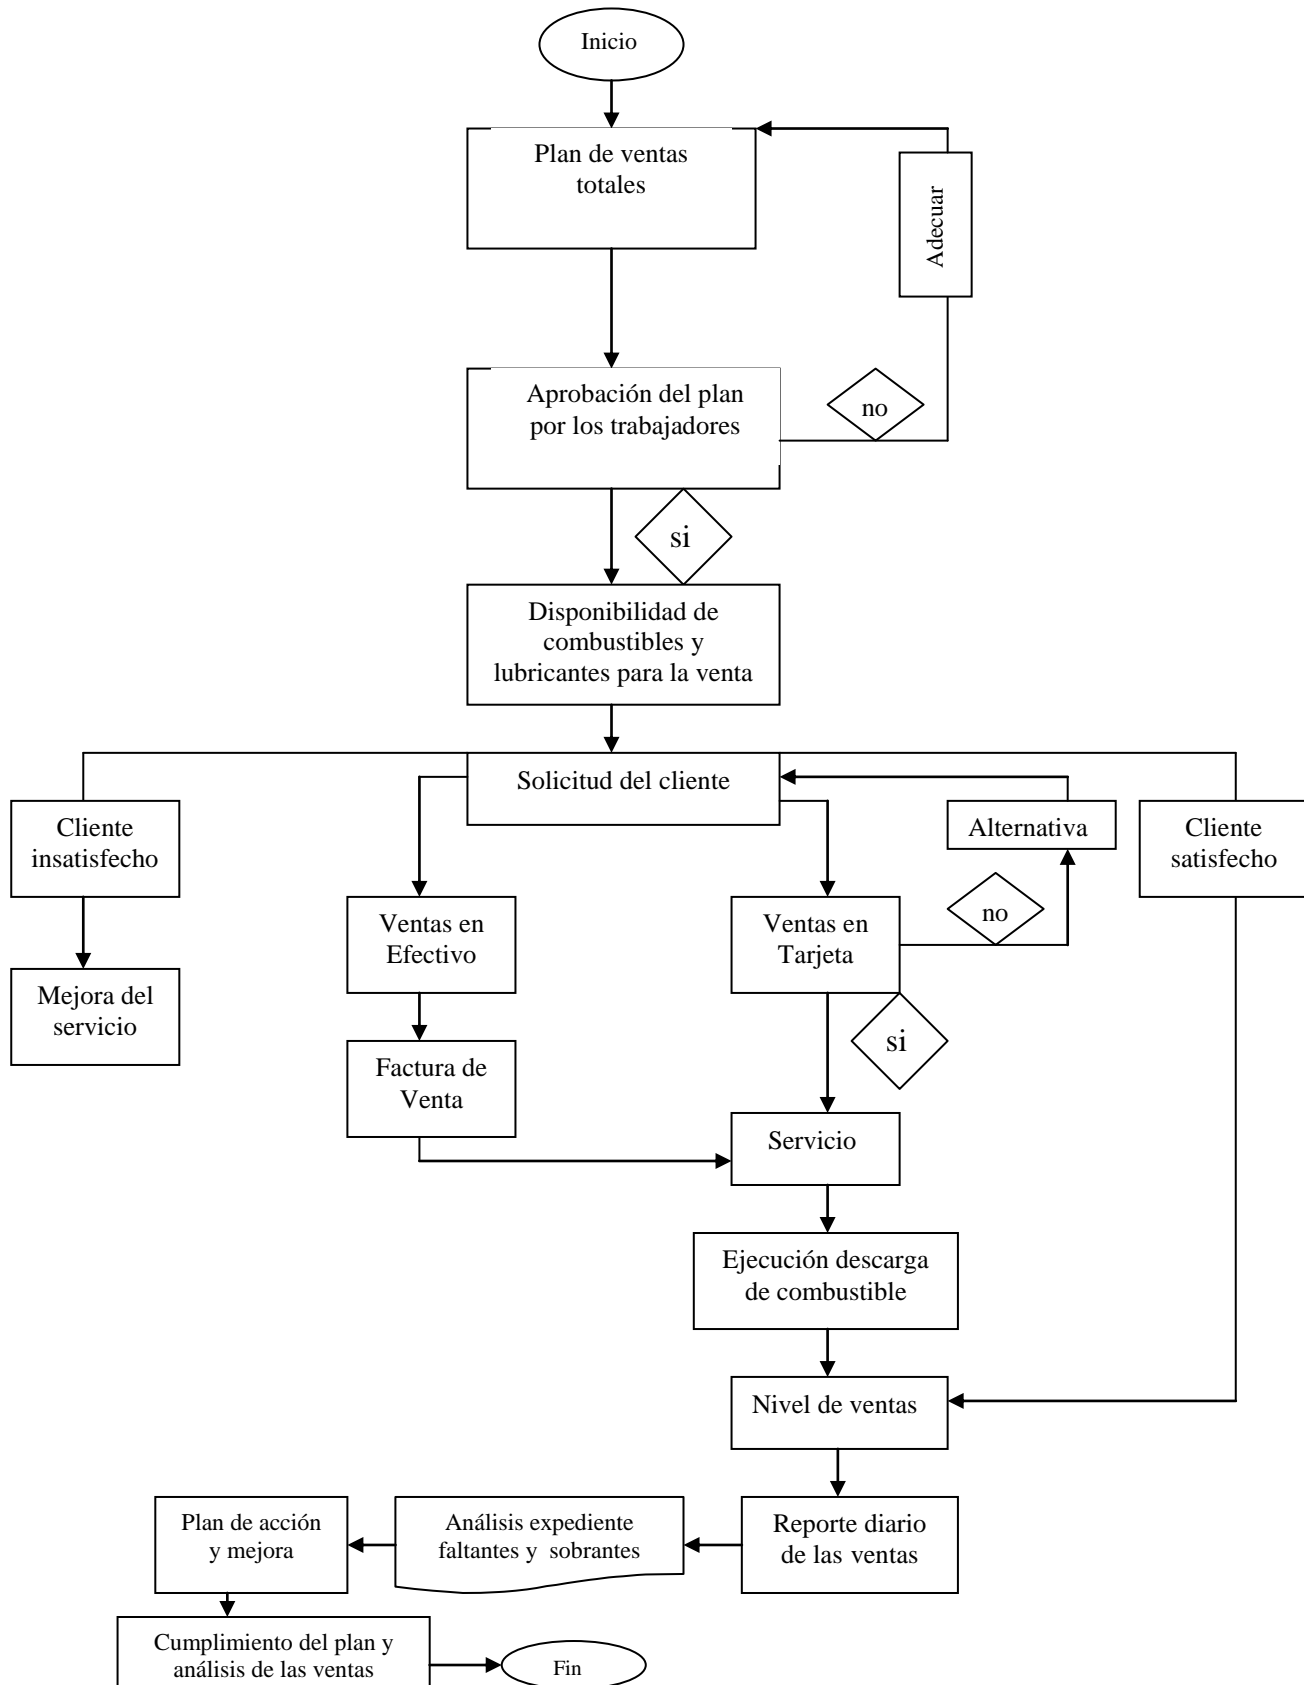 Inicio
Plan de ventas
totales
Adecuar
Aprobación del plan
por los trabajadores
no
si
Disponibilidad de
combustibles y
lubricantes para la venta
Solicitud del cliente
Cliente
insatisfecho
Alternativa
Cliente
satisfecho
Ventas en
Efectivo
Ventas en
Tarjeta
no
Mejora del
servicio
si
Factura de
Venta
Servicio
Ejecución descarga
de combustible
Nivel de ventas
Plan de acción
y mejora
Análisis expediente
faltantes y sobrantes
Reporte diario
de las ventas
Cumplimiento del plan y
análisis de las ventas
Fin